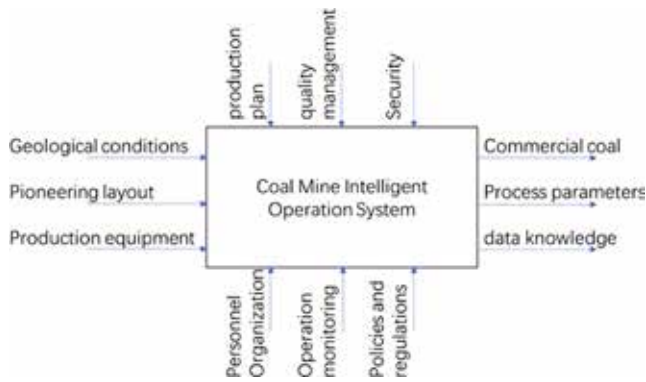 production
plan
quality
management
Security
Geological conditions
Pioneering layout
Production equipment
Coal Mine Intelligent
Operation System
Commercial coal
Process parameters
data knowledge
Personnel
Organization
Operation
monitoring
Policies and
regulations